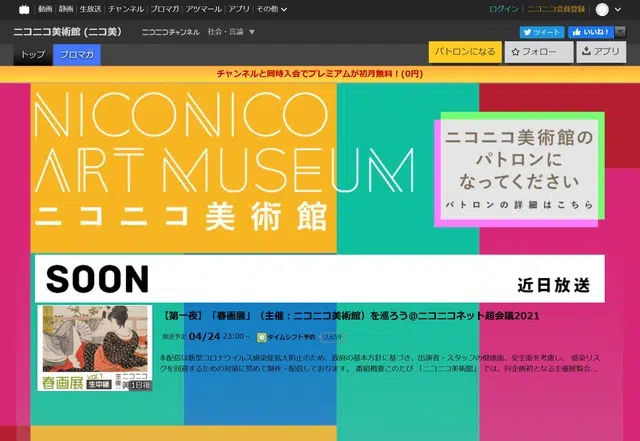 動画 静画 生放送 チャンネル ブロマガ アツマール アプリ その他
ログイン ニコニコ会員登録
ニコニコ美術館 (ニコ美) ニコニコチャンネル 社会・言論 ▼
ツイート いいね!
トップ ブロマガ
パトロンになる フォロー アプリ
チャンネルと同時入会でプレミアムが初月無料!(0円)
NICONICO
ART MUSEUM
ニコニコ美術館
ニコニコ美術館の
パトロンに
なってください
パトロンの詳細はこちら
SOON
近日放送
【第一夜】「春画展」(主催:ニコニコ美術館)を巡ろう@ニコニコネット超会議2021
放送予定 04/24 23:00 ~ タイムシフト予約 2,659
本配信は新型コロナウイルス感染症拡大防止のため、政府の基本方針に基づき、出演者・スタッフの健康面、安全面を考慮し、感染リス
クを回避するための対策に努めて制作・配信しております。 番組概要このたび「ニコニコ美術館」では、同企画初となる主催展覧会...
春画展 vol.1 生中継 ニコニコ美術館
1日後